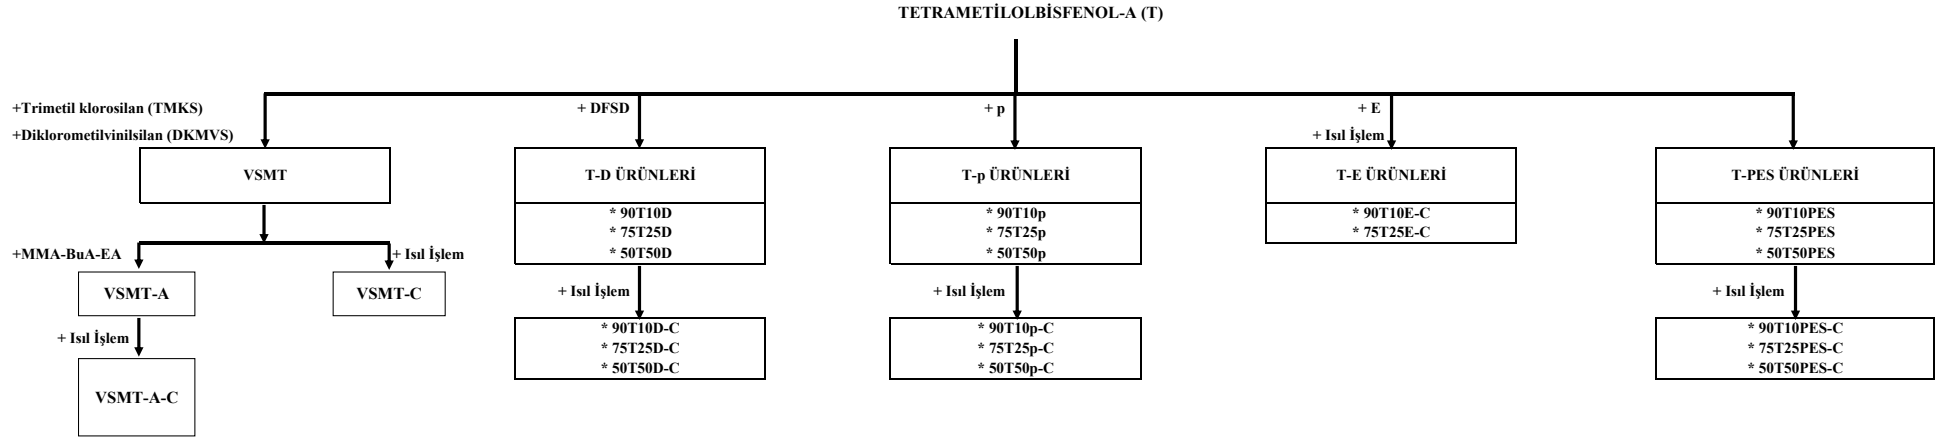 TETRAMETİLOLBİSFENOL-A (T)
+Trimetil klorosilan (TMKS)
+Diklorometilvinilsilan (DKMVS)
+ DFSD
+ p
+ E
+ Isıl İşlem
VSMT
T-D ÜRÜNLERİ
T-p ÜRÜNLERİ
T-E ÜRÜNLERİ
T-PES ÜRÜNLERİ
* 90T10D
* 75T25D
* 50T50D
* 90T10p
* 75T25p
* 50T50p
* 90T10E-C
* 75T25E-C
* 90T10PES
* 75T25PES
* 50T50PES
+MMA-BuA-EA
+ Isıl İşlem
VSMT-A
VSMT-C
+ Isıl İşlem
+ Isıl İşlem
+ Isıl İşlem
+ Isıl İşlem
VSMT-A-C
* 90T10D-C
* 75T25D-C
* 50T50D-C
* 90T10p-C
* 75T25p-C
* 50T50p-C
* 90T10PES-C
* 75T25PES-C
* 50T50PES-C